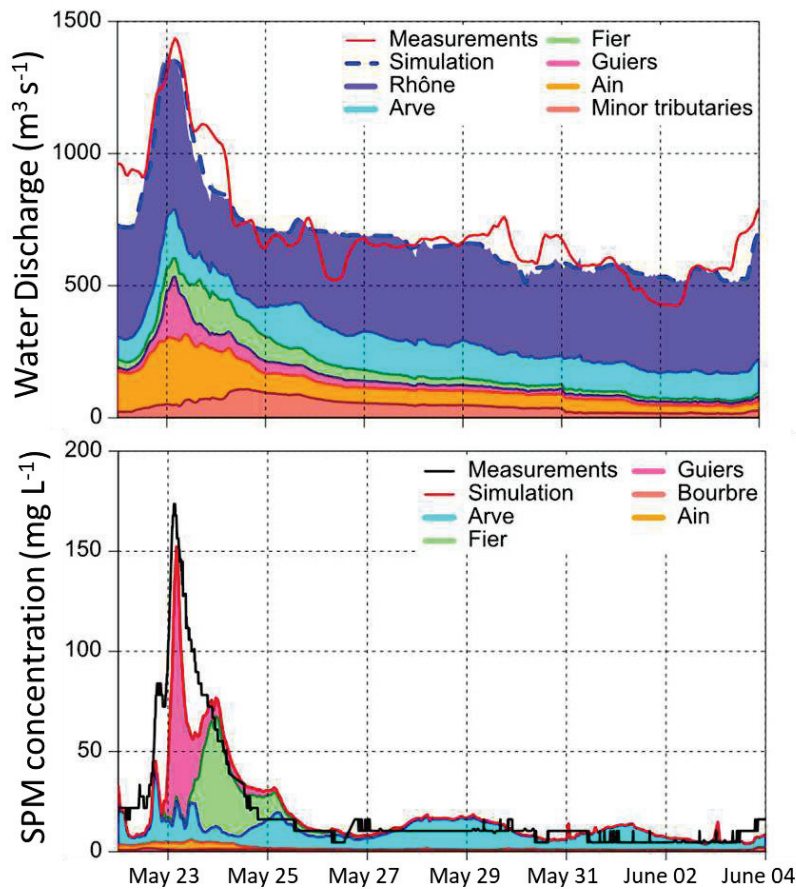 1500
1000
500
0
Water Discharge (m³ s⁻¹)
Measurements
Simulation
Rhône
Arve
Fier
Guiers
Ain
Minor tributaries
200
150
100
50
0
SPM concentration (mg L⁻¹)
Measurements
Simulation
Arve
Fier
Guiers
Bourbre
Ain
May 23
May 25
May 27
May 29
May 31
June 02
June 04